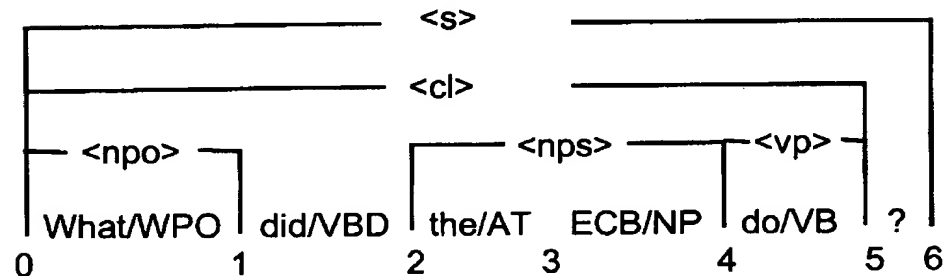 <s>
<cl>
<npo> <nps> <vp>
What/WPO did/VBD the/AT ECB/NP do/VB ?
0 1 2 3 4 5 6